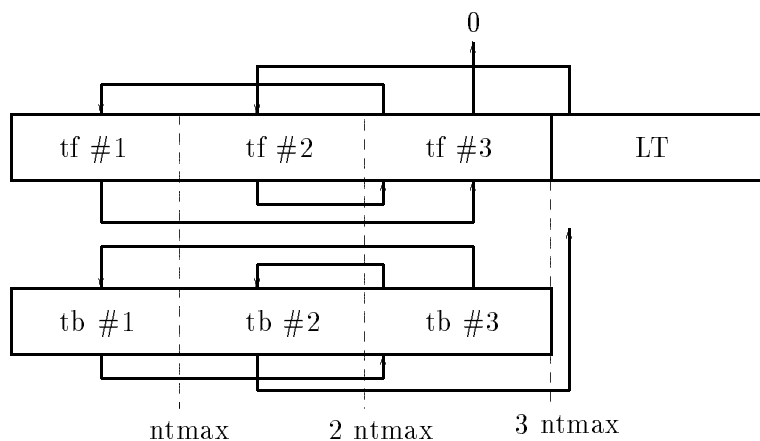 0
tf #1 tf #2 tf #3 LT
tb #1 tb #2 tb #3
ntmax 2 ntmax 3 ntmax